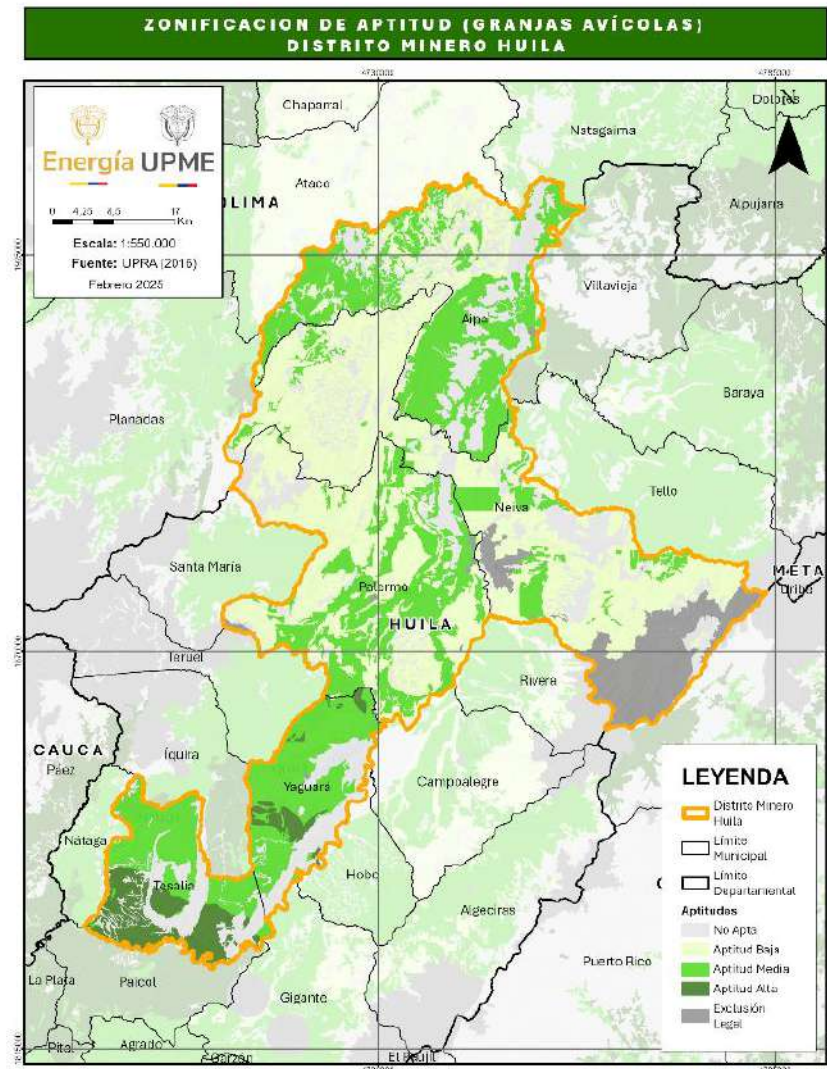 ZONIFICACION DE APTITUD (GRANJAS AVÍCOLAS)
DISTRITO MINERO HUILA
Energía UPME
0 4,25 8,5 17
Km
Escala: 1:550.000
Fuente: UPRA (2016)
Febrero 2025
N
Chaparral
Dolores
Natagaima
Ataco
OLIMA
Alpujarra
Villavieja
Aipe
Baraya
Planadas
Tello
Neiva
Santa María
META
Palermo
HUILA
Teruel
Rivera
CAUCA
Páez
Íquira
Yaguará
Campoalegre
Nátaga
Tesalia
Hobo
Algeciras
Puerto Rico
La Plata
Paicol
Gigante
Pital
Agrado
Garzón
LEYENDA
Distrito Minero
Huila
Límite
Municipal
Límite
Departamental
Aptitudes
No Apta
Aptitud Baja
Aptitud Media
Aptitud Alta
Exclusión
Legal